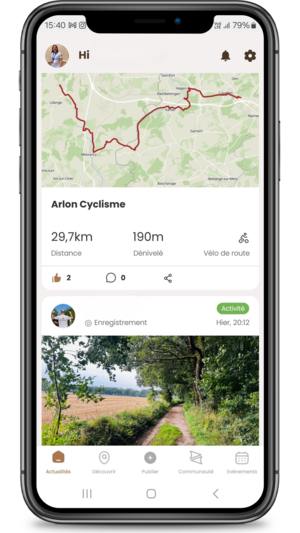 15:40
79%
Hi
Arlon Cyclisme
29,7km
190m
Distance
Dénivelé
Vélo de route
2
0
Activité
Enregistrement
Hier, 20:12
Actualités
Découvrir
Publier
Communauté
Evénements